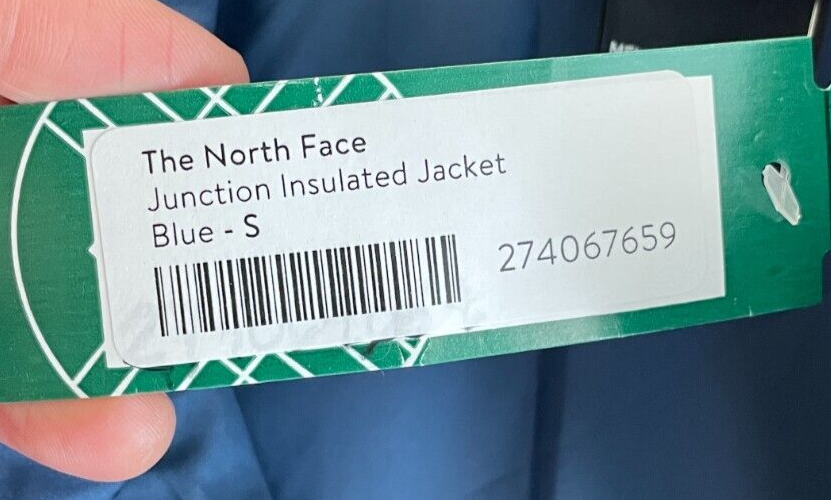 The North Face
Junction Insulated Jacket
Blue - S
274067659